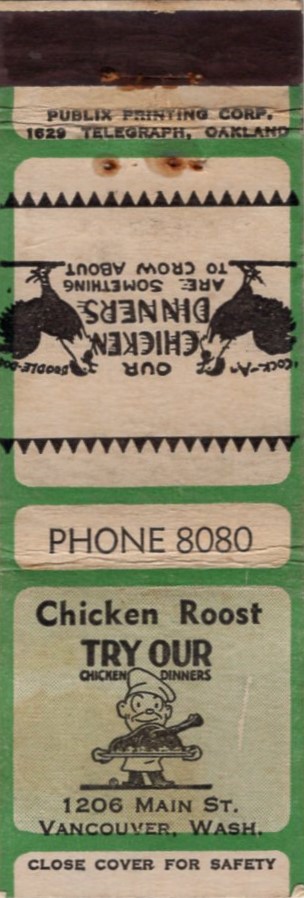 PUBLIX PRINTING CORP.
1629 TELEGRAPH, OAKLAND
"COCK-A-
DOODLE-DOO
OUR
CHICKEN
DINNERS
ARE SOMETHING
TO CROW ABOUT
PHONE 8080
Chicken Roost
TRY OUR
CHICKEN DINNERS
1206 MAIN ST.
VANCOUVER, WASH.
CLOSE COVER FOR SAFETY